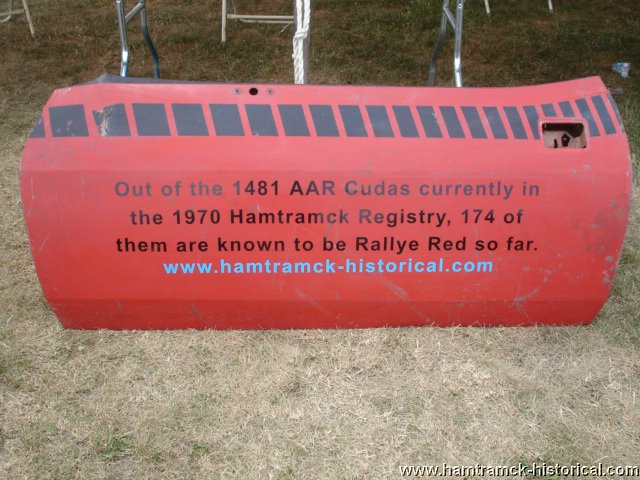 Out of the 1481 AAR Cudas currently in
the 1970 Hamtramck Registry, 174 of
them are known to be Rallye Red so far.
www.hamtramck-historical.com
www.hamtramck-historical.com